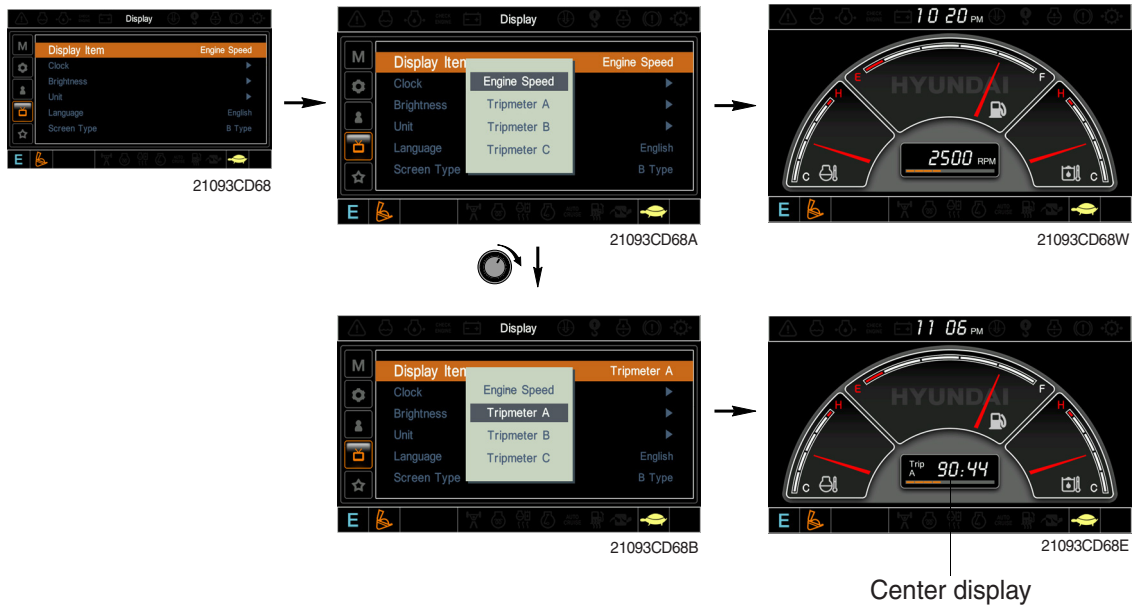 Display
M
Display Item Engine Speed
Clock
Brightness
Unit
Language English
Screen Type B Type
E
21093CD68
Display
M
Display Item Engine Speed
Clock
Brightness
Unit
Language English
Screen Type B Type
Engine Speed
Tripmeter A
Tripmeter B
Tripmeter C
E
21093CD68A
10 20 PM
HYUNDAI
E F
H H
C C
2500 RPM
E
21093CD68W
Display
M
Display Item Tripmeter A
Clock
Brightness
Unit
Language English
Screen Type B Type
Engine Speed
Tripmeter A
Tripmeter B
Tripmeter C
E
21093CD68B
11 06 PM
HYUNDAI
E F
H H
C C
Trip
A 90:44
E
21093CD68E
Center display